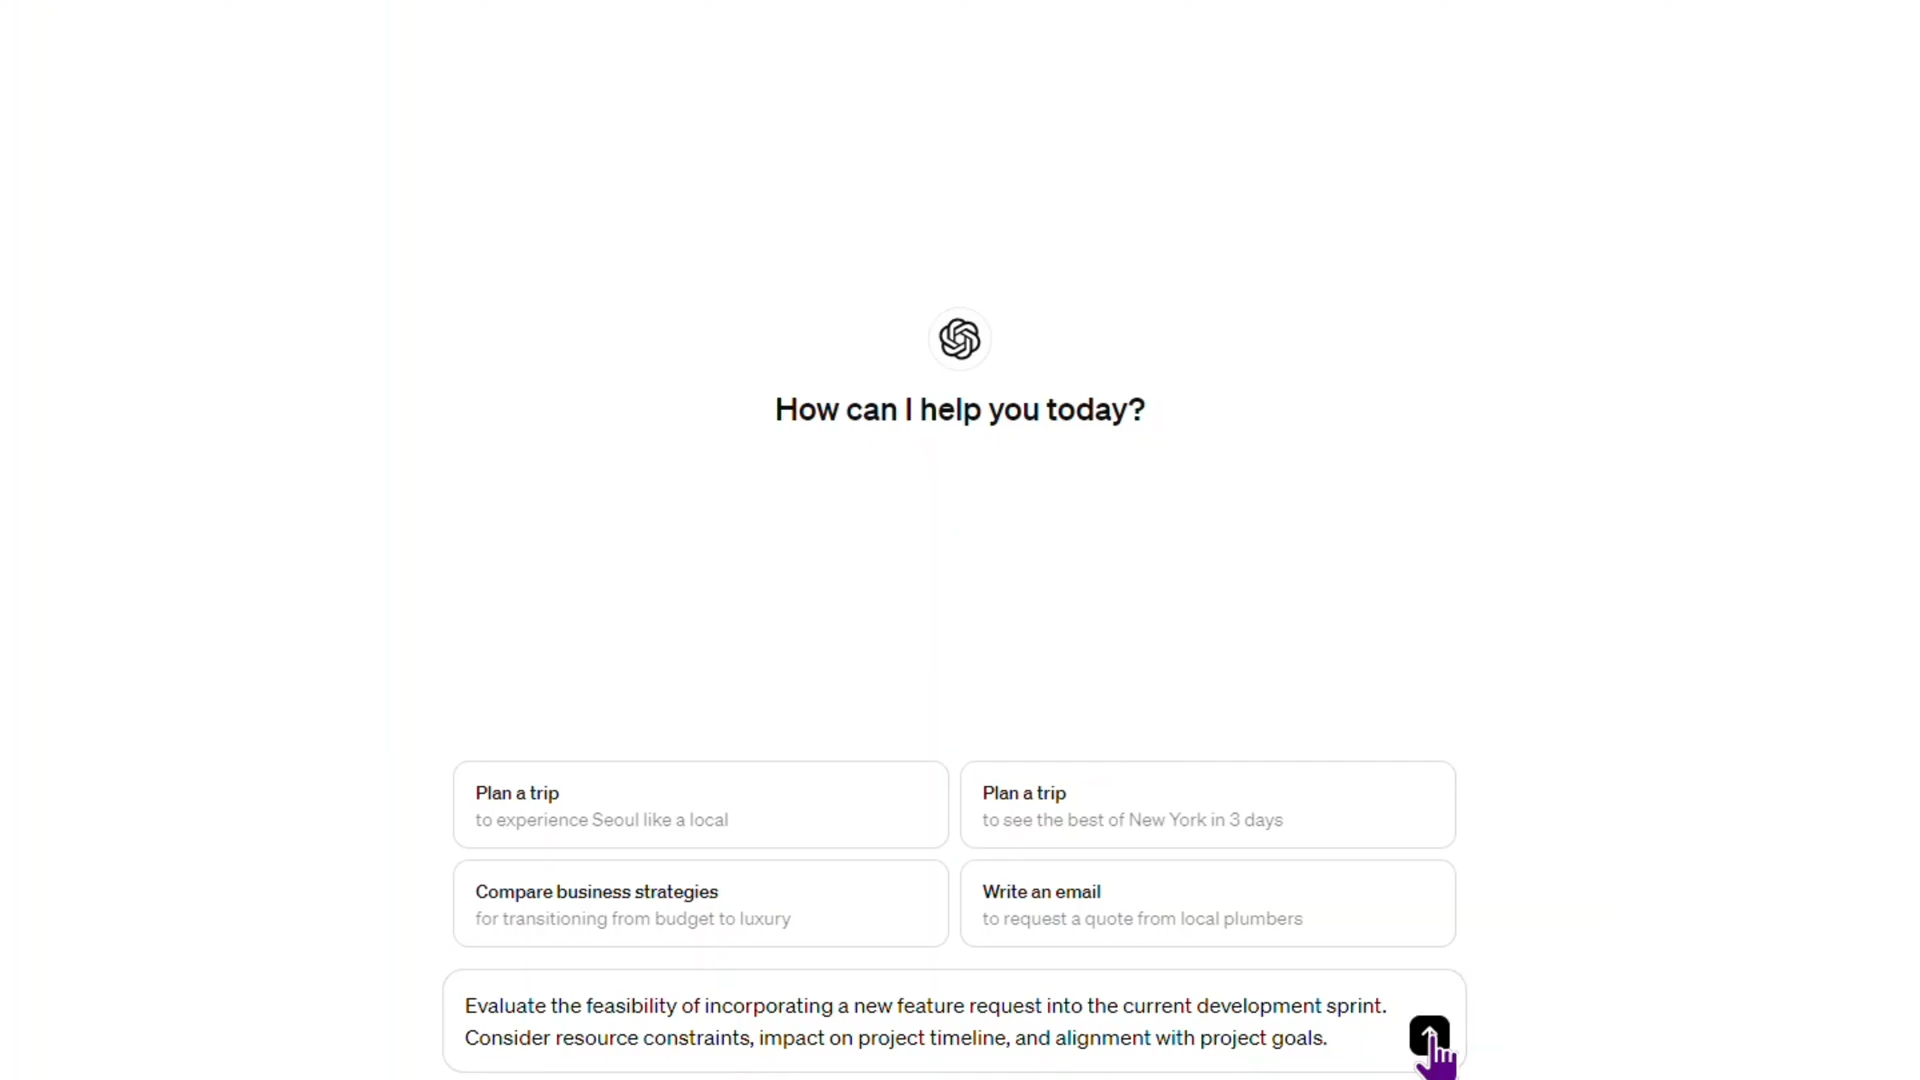 How can I help you today?
Plan a trip
to experience Seoul like a local
Plan a trip
to see the best of New York in 3 days
Compare business strategies
for transitioning from budget to luxury
Write an email
to request a quote from local plumbers
Evaluate the feasibility of incorporating a new feature request into the current development sprint.
Consider resource constraints, impact on project timeline, and alignment with project goals.